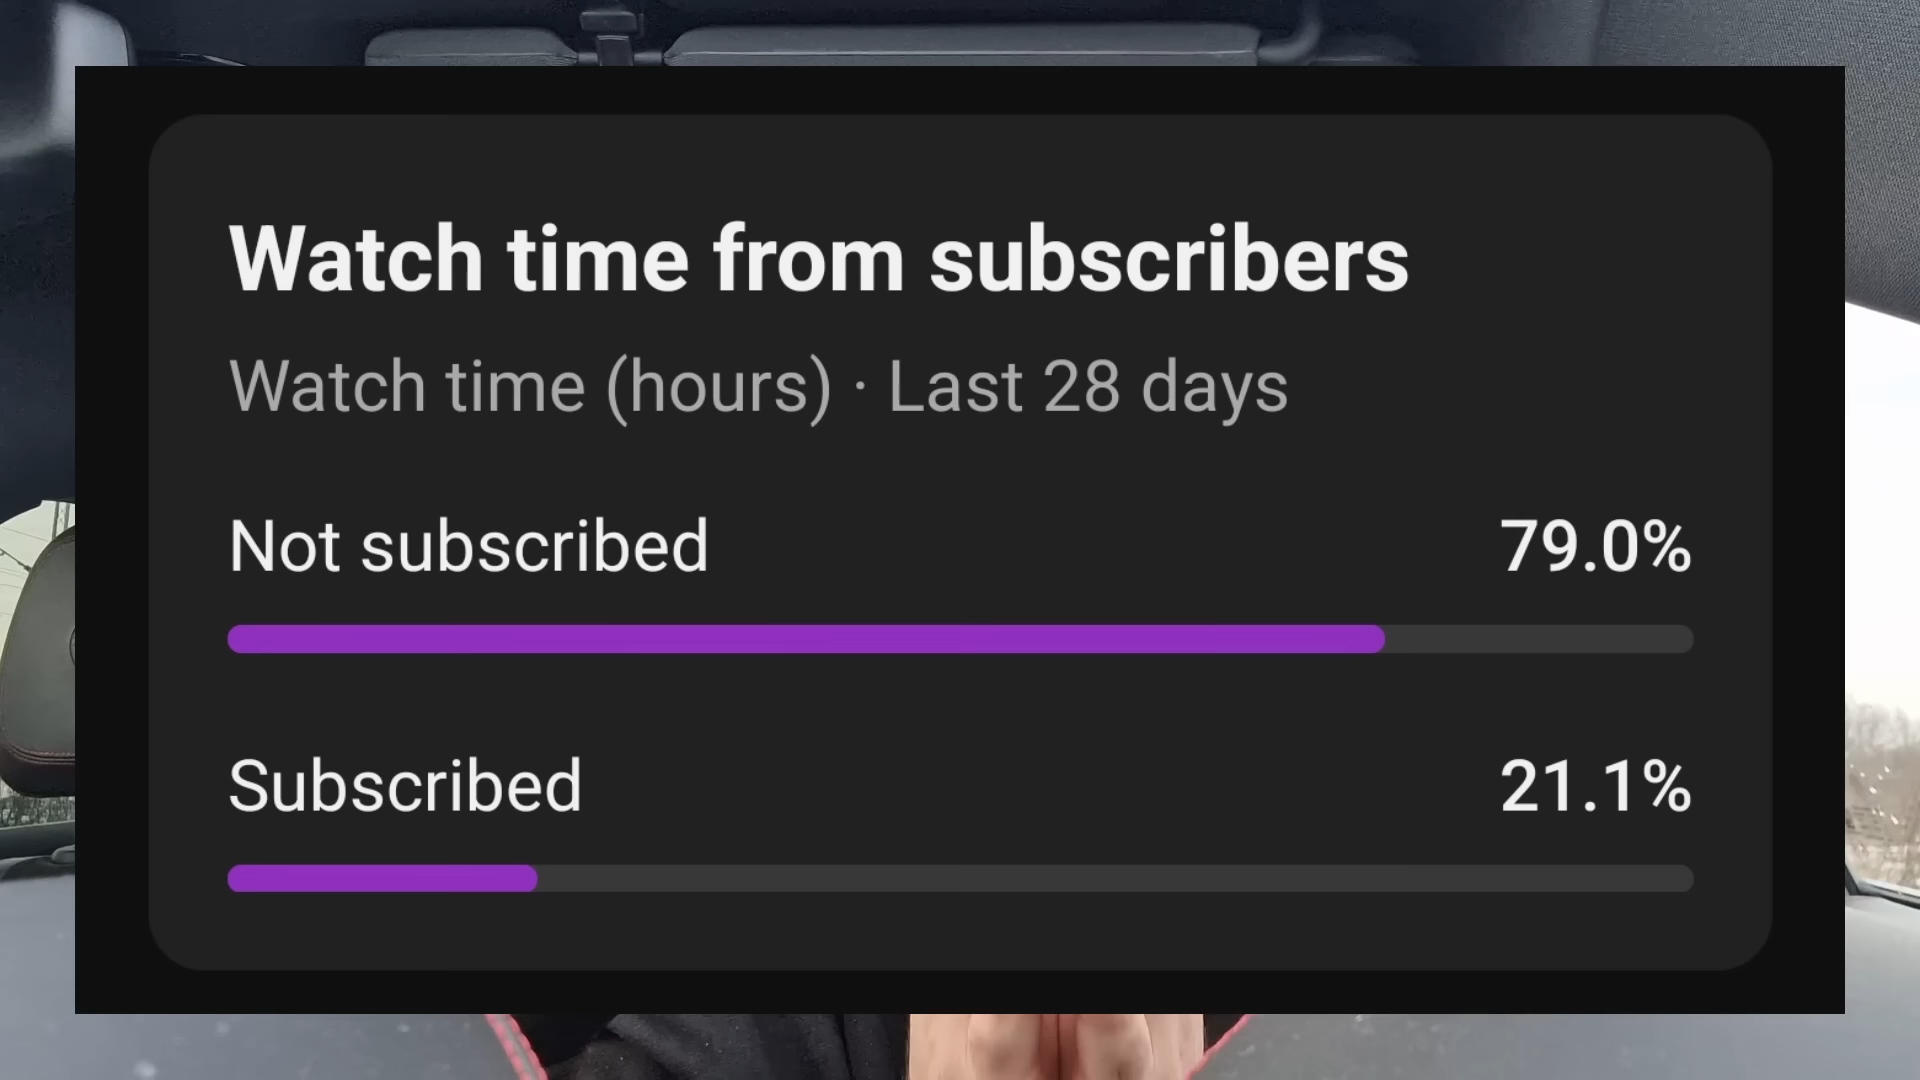 Watch time from subscribers
Watch time (hours) · Last 28 days
Not subscribed 79.0%
Subscribed 21.1%